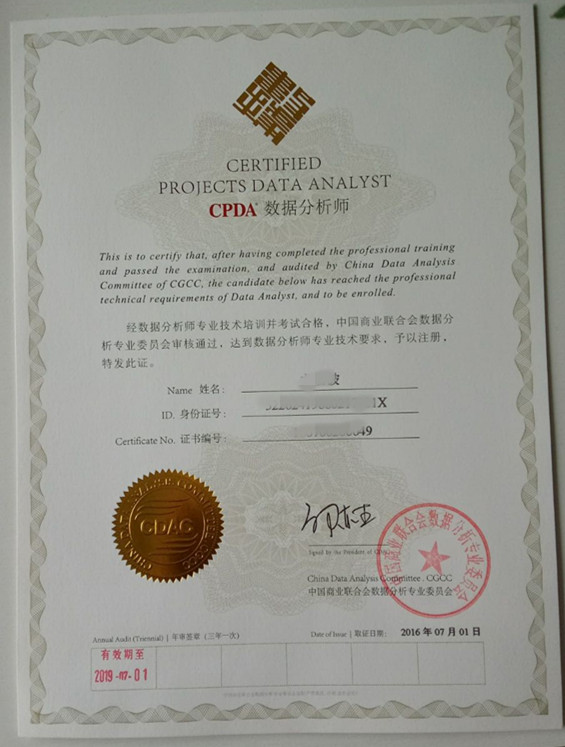 CERTIFIED
PROJECTS DATA ANALYST
CPDA® 数据分析师
This is to certify that, after having completed the professional training
and passed the examination, and audited by China Data Analysis
Committee of CGCC, the candidate below has reached the professional
technical requirements of Data Analyst, and to be enrolled.
经数据分析师专业技术培训并考试合格，中国商业联合会数据分
析专业委员会审核通过，达到数据分析师专业技术要求，予以注册，
特发此证。
Name 姓名：
ID. 身份证号： X
Certificate No. 证书编号： 49
CDAC
Signed by the President of
China Data Analysis Committee . CGCC
中国商业联合会数据分析专业委员会
中国商业联合会数据分析专业委员会
Annual Audit (Triennial) | 年审签章（三年一次）
Date of Issue | 取证日期： 2016 年 07 月 01 日
有效期至
2019-07-01